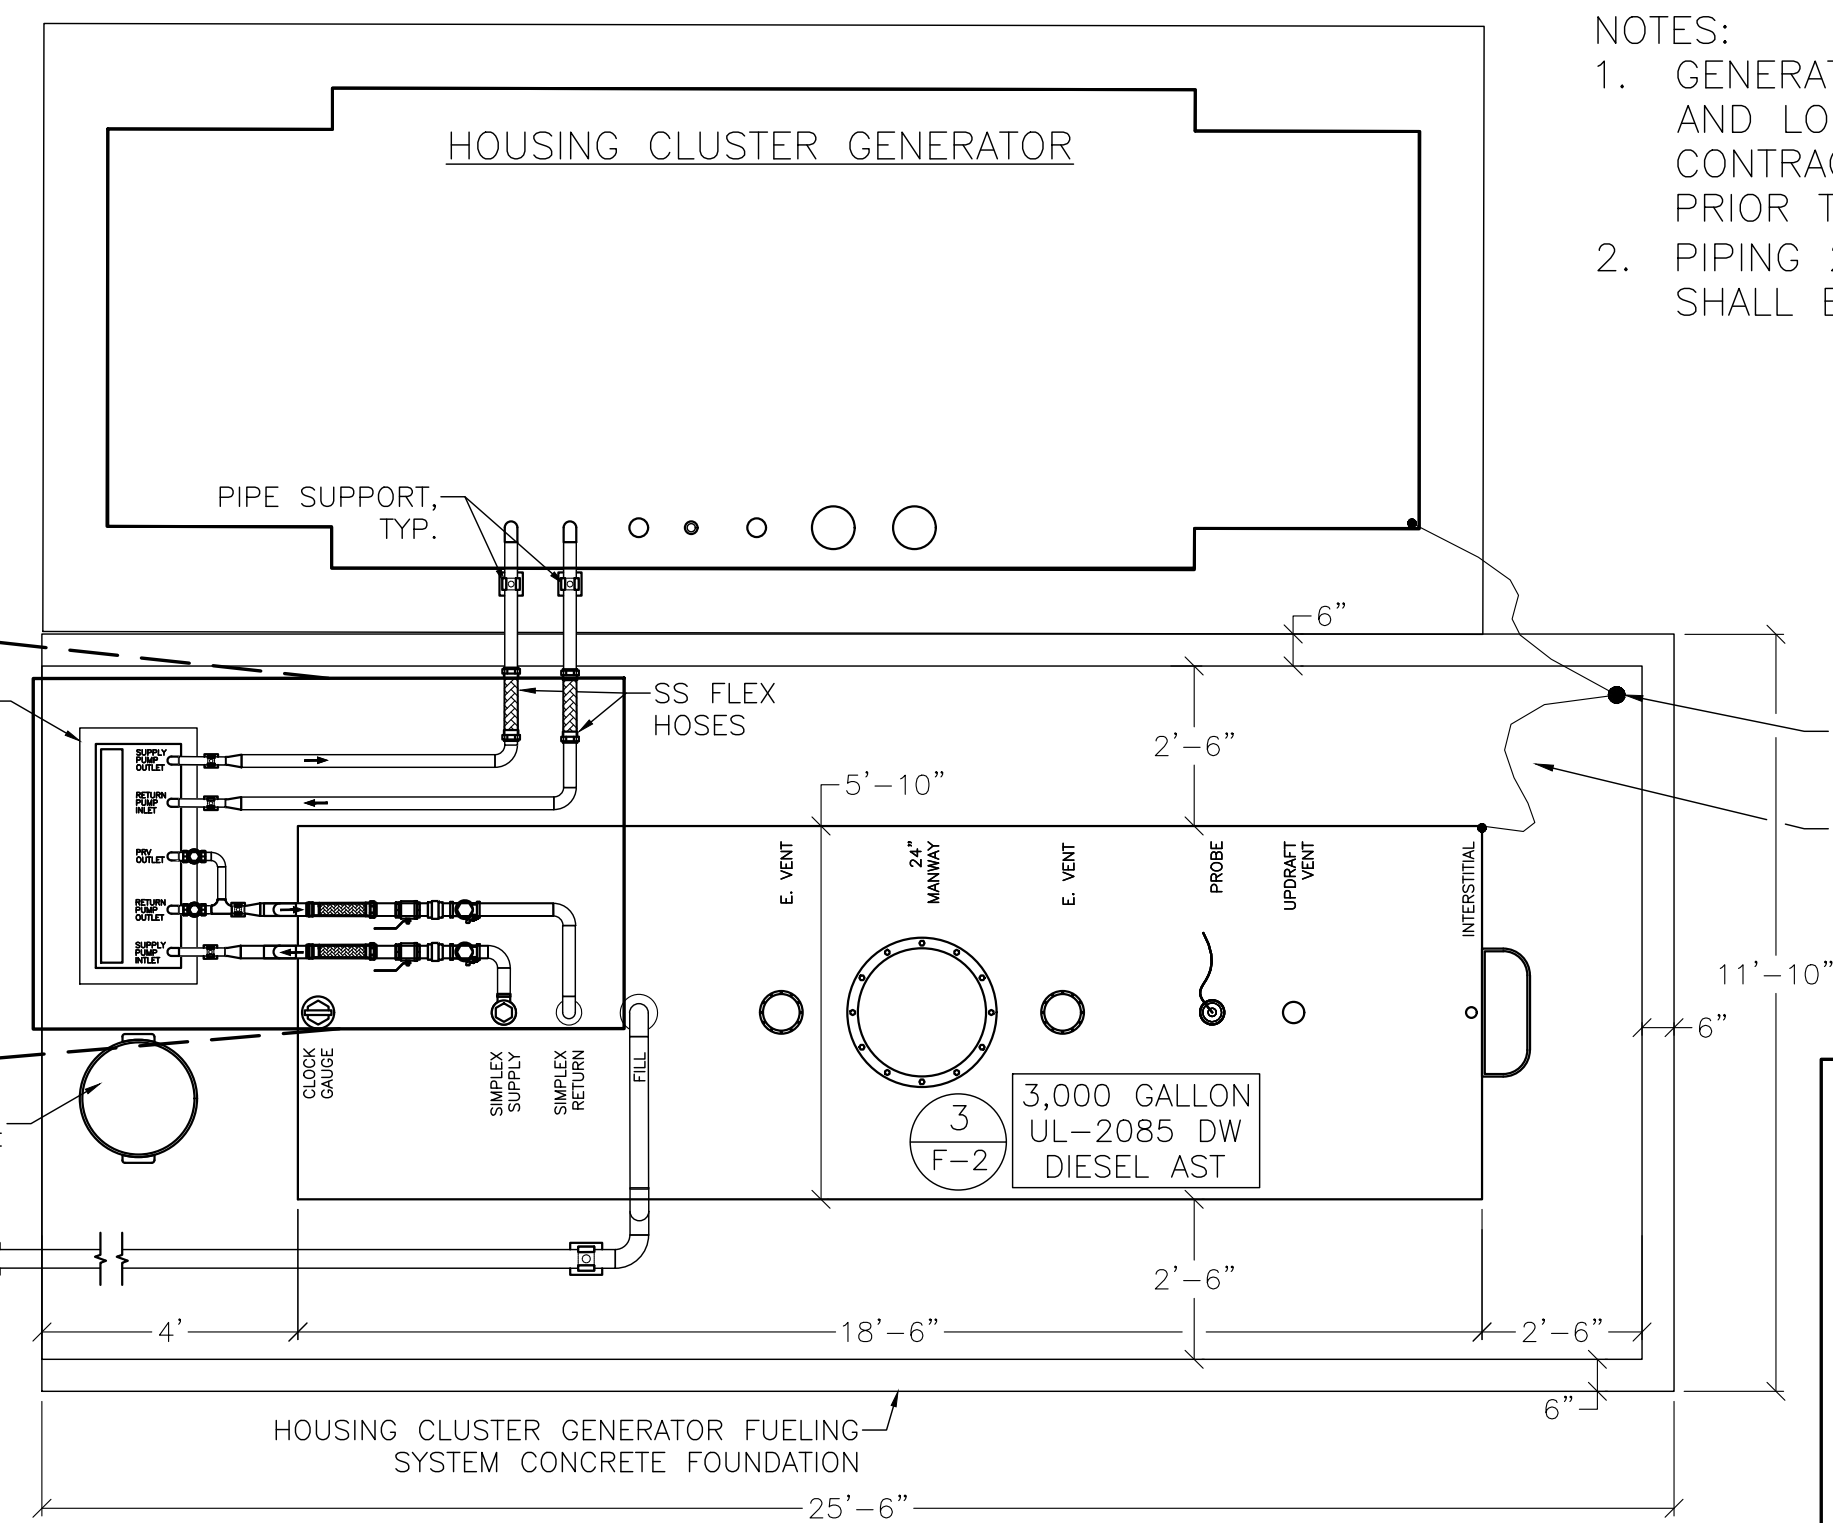 NOTES:
1. GENERAT
AND LO
CONTRAC
PRIOR T
2. PIPING
SHALL
HOUSING CLUSTER GENERATOR
PIPE SUPPORT,
TYP.
SS FLEX
HOSES
6”
2’-6”
5’-10”
SUPPLY
PUMP
OUTLET
RETURN
PUMP
INLET
PRV
OUTLET
RETURN
PUMP
OUTLET
SUPPLY
PUMP
INTLET
E. VENT
24”
MANWAY
E. VENT
PROBE
UPDRAFT
VENT
INTERSTITIAL
11’-10”
6”
CLOCK
GAUGE
SIMPLEX
SUPPLY
SIMPLEX
RETURN
FILL
3
F-2
3,000 GALLON
UL-2085 DW
DIESEL AST
2’-6”
4’
18’-6”
2’-6”
6”
HOUSING CLUSTER GENERATOR FUELING
SYSTEM CONCRETE FOUNDATION
25’-6”